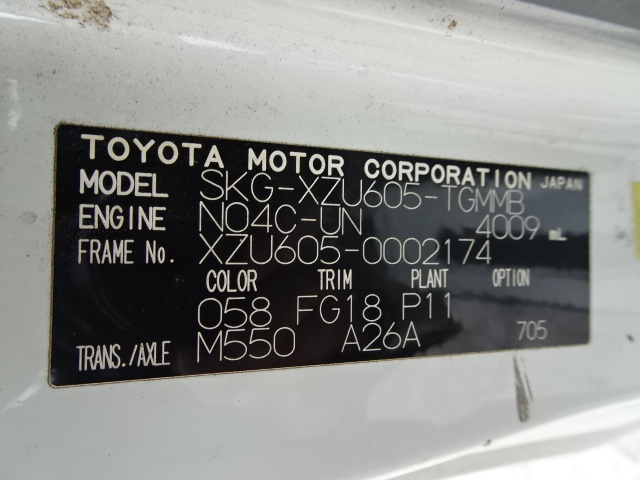 TOYOTA MOTOR CORPORATION JAPAN
MODEL SKG-XZU605-TGMMB
ENGINE N04C-UN 4009 mL
FRAME No. XZU605-0002174
COLOR TRIM PLANT OPTION
058 FG18 P11
TRANS./AXLE M550 A26A 705